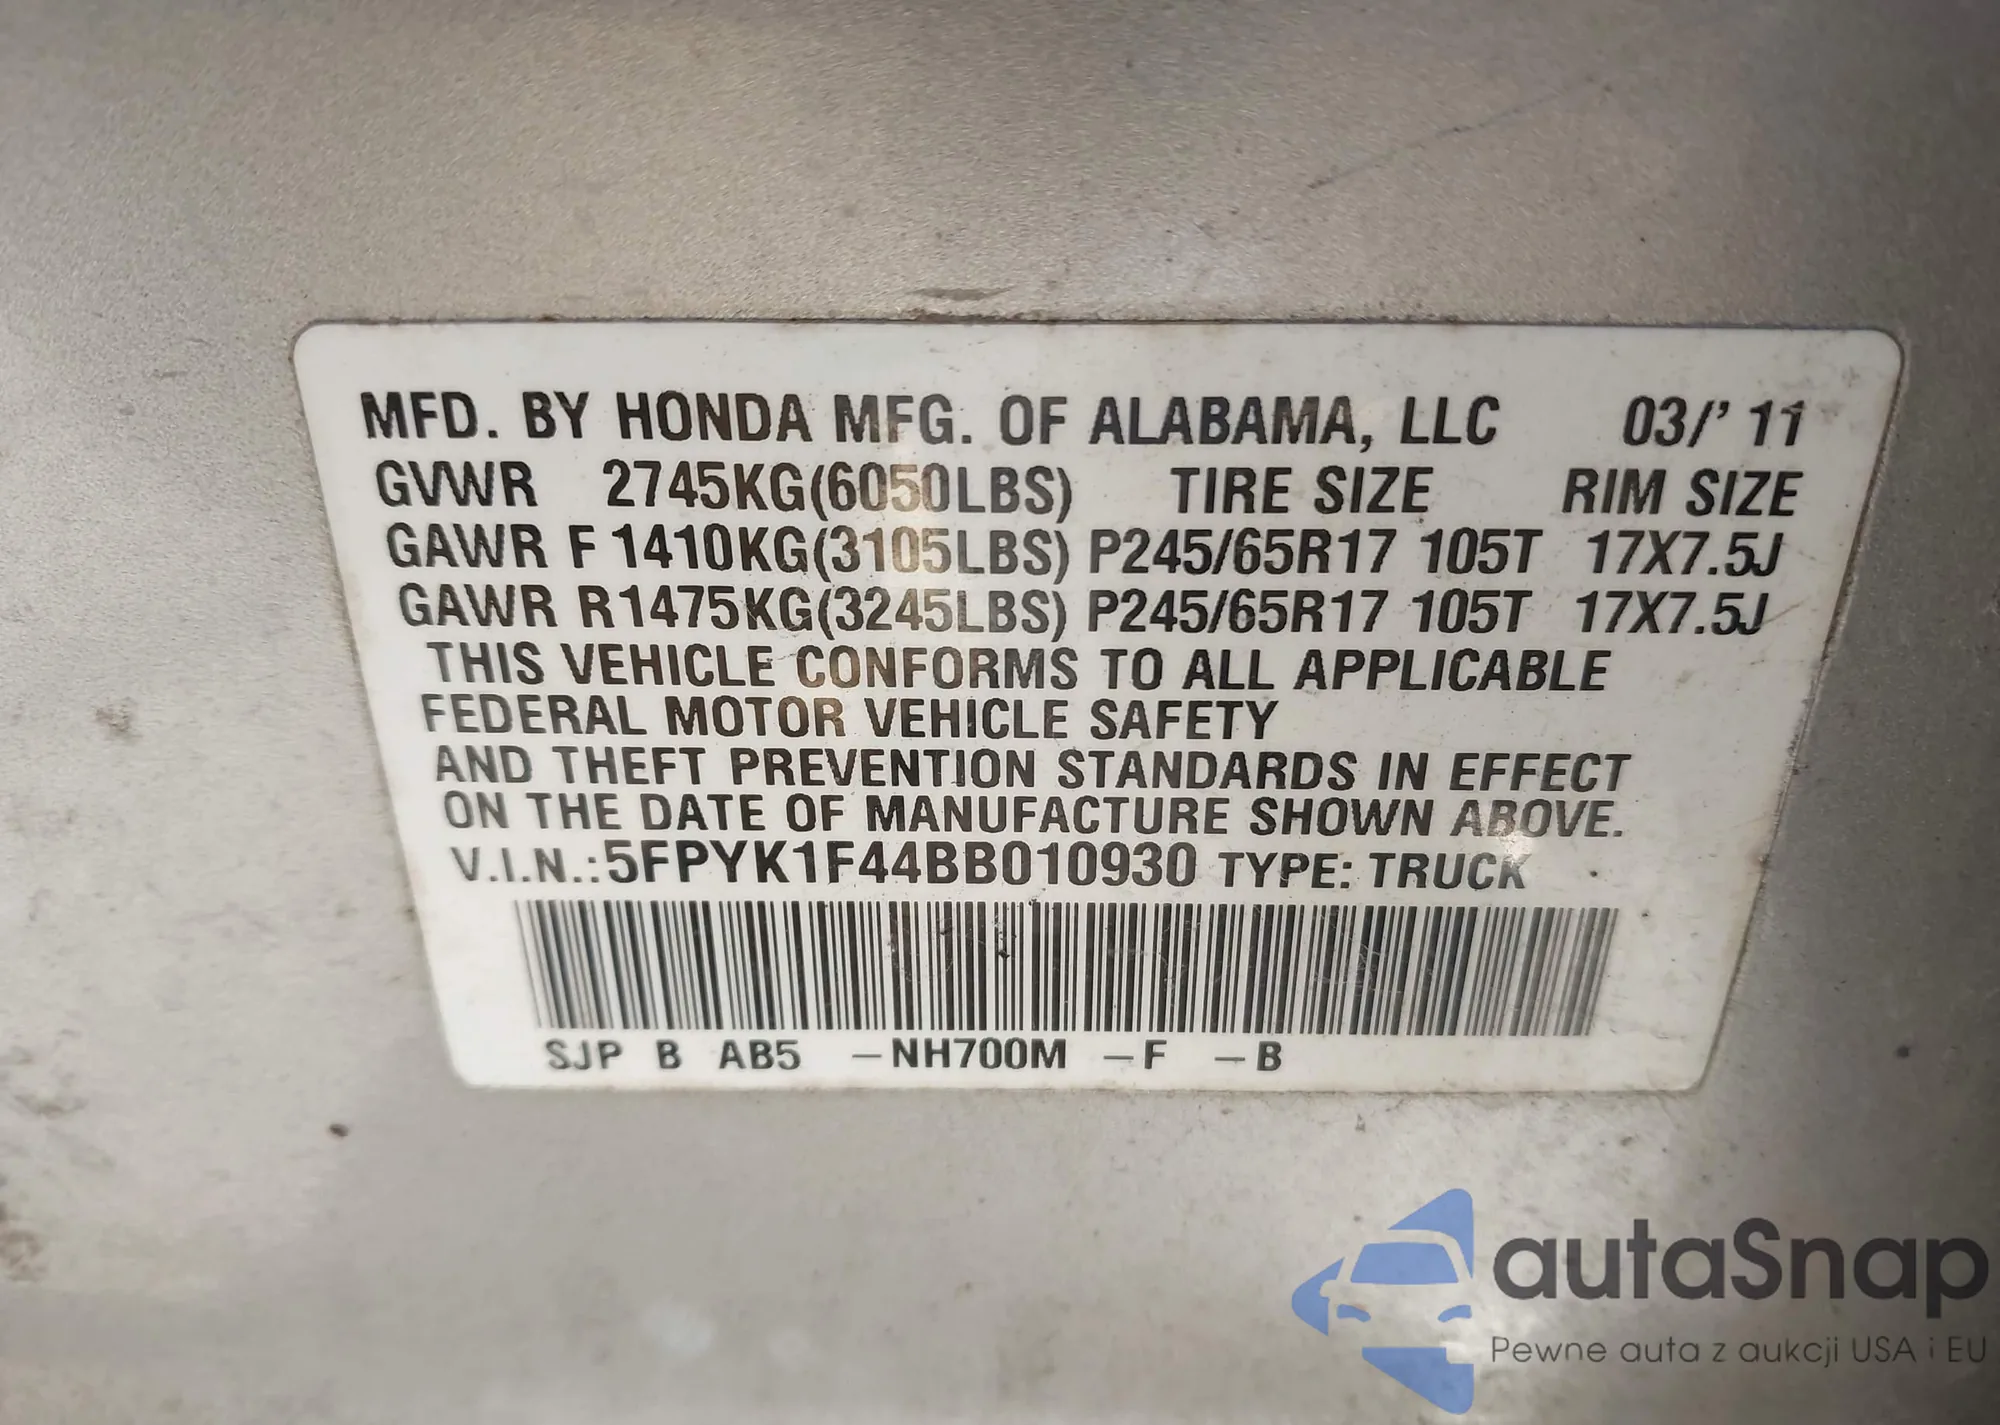 MFD. BY HONDA MFG. OF ALABAMA, LLC 03/'11
GVWR 2745KG(6050LBS) TIRE SIZE RIM SIZE
GAWR F 1410KG(3105LBS) P245/65R17 105T 17X7.5J
GAWR R 1475KG(3245LBS) P245/65R17 105T 17X7.5J
THIS VEHICLE CONFORMS TO ALL APPLICABLE
FEDERAL MOTOR VEHICLE SAFETY
AND THEFT PREVENTION STANDARDS IN EFFECT
ON THE DATE OF MANUFACTURE SHOWN ABOVE.
V.I.N.:5FPYK1F44BB010930 TYPE: TRUCK
SJP B AB5 -NH700M -F -B
autaSnap
Pewne auta z aukcji USA i EU